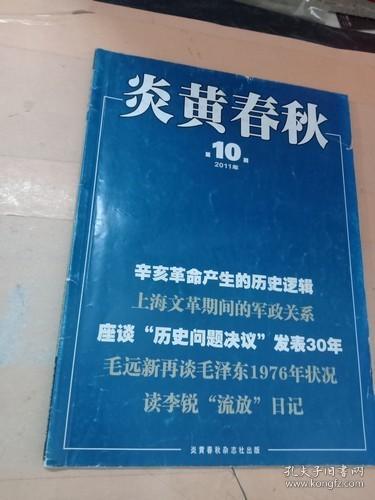 炎黄春秋
第10期
2011年
辛亥革命产生的历史逻辑
上海文革期间的军政关系
座谈“历史问题决议”发表30年
毛远新再谈毛泽东1976年状况
读李锐“流放”日记
炎黄春秋杂志社出版
孔夫子旧书网
www.kongfz.com